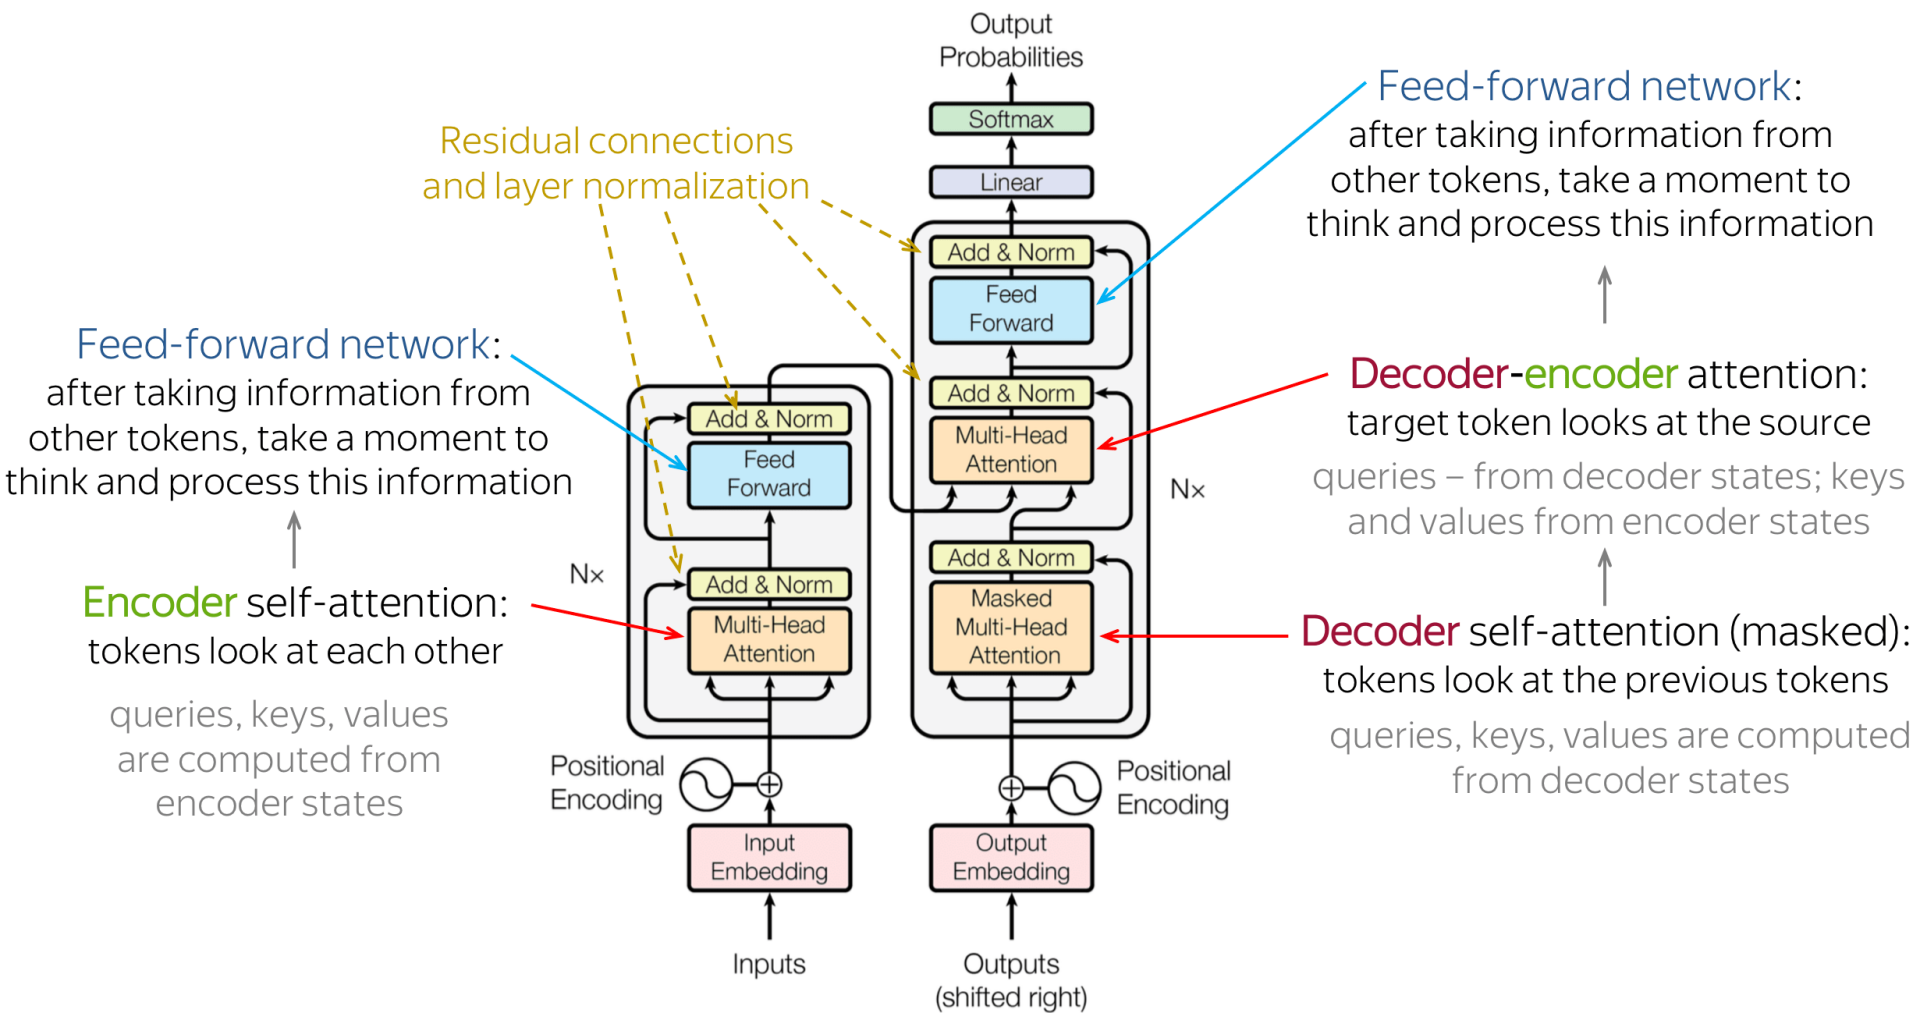 Output
Probabilities
Softmax
Linear
Add & Norm
Feed
Forward
Add & Norm
Multi-Head
Attention
Add & Norm
Masked
Multi-Head
Attention
Nx
Positional
Encoding
Output
Embedding
Outputs
(shifted right)
Residual connections
and layer normalization
Add & Norm
Feed
Forward
Add & Norm
Multi-Head
Attention
N×
Positional
Encoding
Input
Embedding
Inputs
Feed-forward network:
after taking information from
other tokens, take a moment to
think and process this information
Encoder self-attention:
tokens look at each other
queries, keys, values
are computed from
encoder states
Feed-forward network:
after taking information from
other tokens, take a moment to
think and process this information
Decoder-encoder attention:
target token looks at the source
queries – from decoder states; keys
and values from encoder states
Decoder self-attention (masked):
tokens look at the previous tokens
queries, keys, values are computed
from decoder states